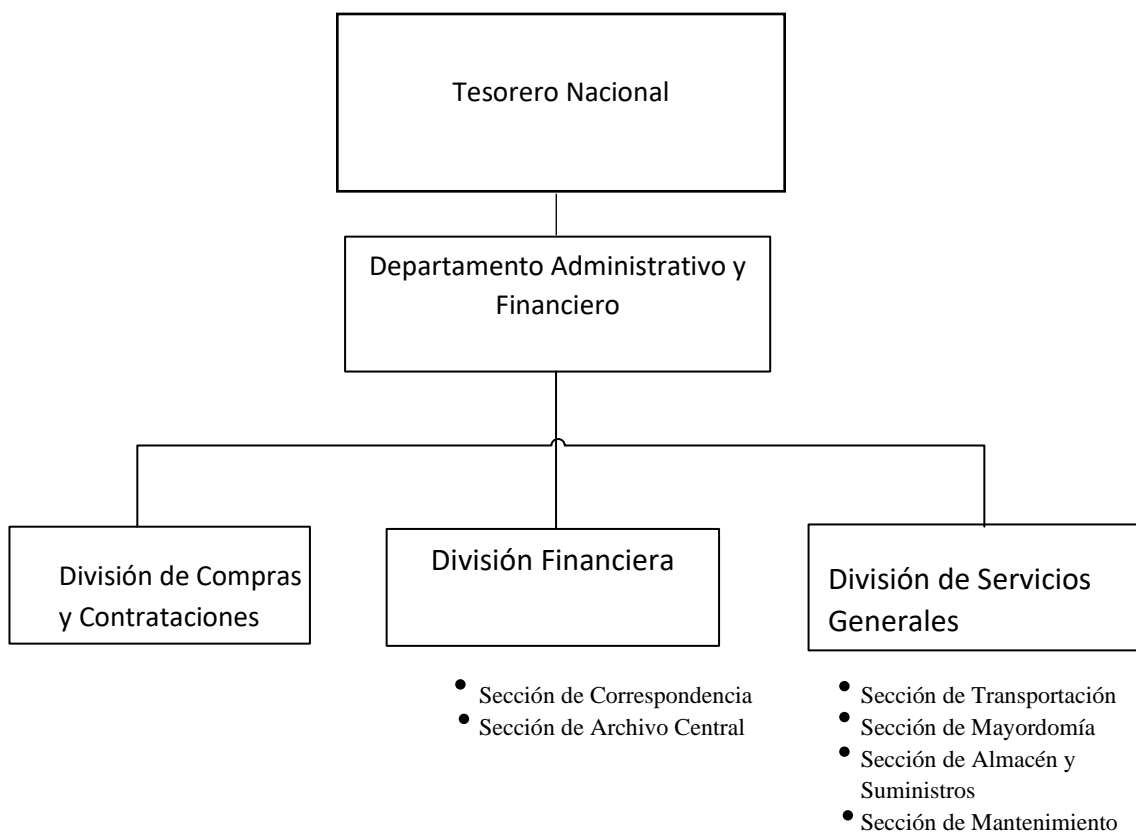 Tesorero Nacional
Departamento Administrativo y
Financiero
División de Compras
y Contrataciones
División Financiera
División de Servicios
Generales
• Sección de Correspondencia
• Sección de Archivo Central
• Sección de Transportación
• Sección de Mayordomía
• Sección de Almacén y
Suministros
• Sección de Mantenimiento